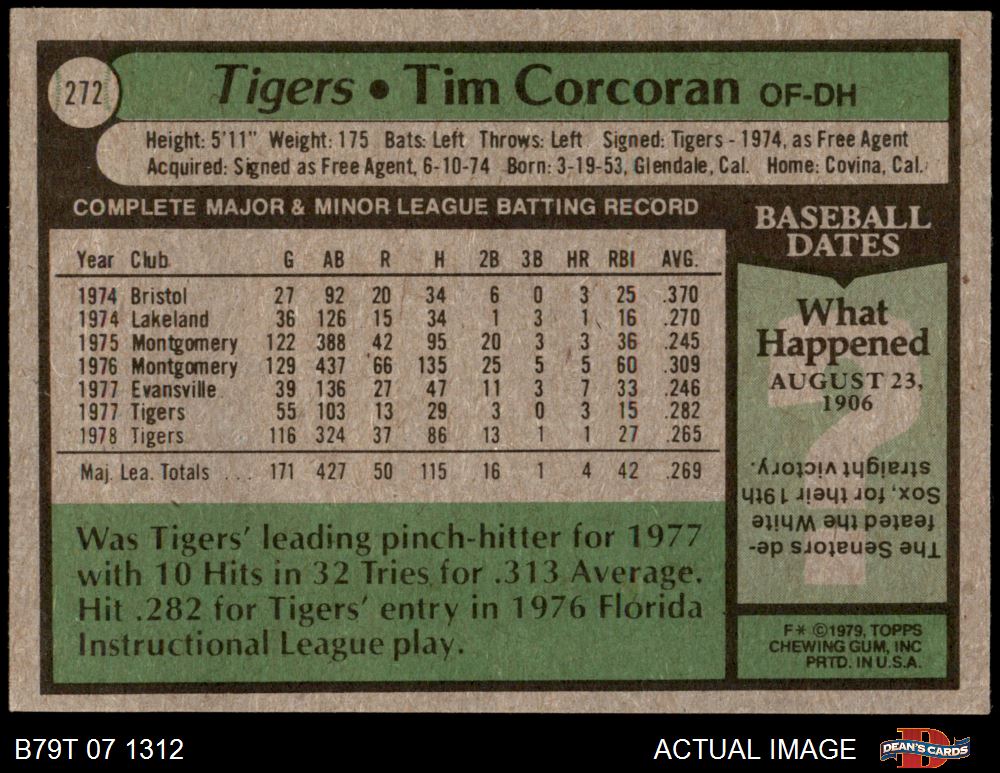 272
Tigers • Tim Corcoran OF-DH
Height: 5'11" Weight: 175 Bats: Left Throws: Left Signed: Tigers - 1974, as Free Agent
Acquired: Signed as Free Agent, 6-10-74 Born: 3-19-53, Glendale, Cal. Home: Covina, Cal.
COMPLETE MAJOR & MINOR LEAGUE BATTING RECORD
Year Club G AB R H 2B 3B HR RBI AVG.
1974 Bristol 27 92 20 34 6 0 3 25 .370
1974 Lakeland 36 126 15 34 1 3 1 16 .270
1975 Montgomery 122 388 42 95 20 3 3 36 .245
1976 Montgomery 129 437 66 135 25 5 5 60 .309
1977 Evansville 39 136 27 47 11 3 7 33 .246
1977 Tigers 55 103 13 29 3 0 3 15 .282
1978 Tigers 116 324 37 86 13 1 1 27 .265
Maj. Lea. Totals . . . 171 427 50 115 16 1 4 42 .269
Was Tigers' leading pinch-hitter for 1977
with 10 Hits in 32 Tries for .313 Average.
Hit .282 for Tigers' entry in 1976 Florida
Instructional League play.
BASEBALL
DATES
What
Happened
AUGUST 23,
1906
?
The Senators de-
feated the White
Sox, for their 19th
straight victory.
F* ©1979, TOPPS
CHEWING GUM, INC
PRTD. IN U.S.A.
B79T 07 1312
ACTUAL IMAGE
DEAN'S CARDS